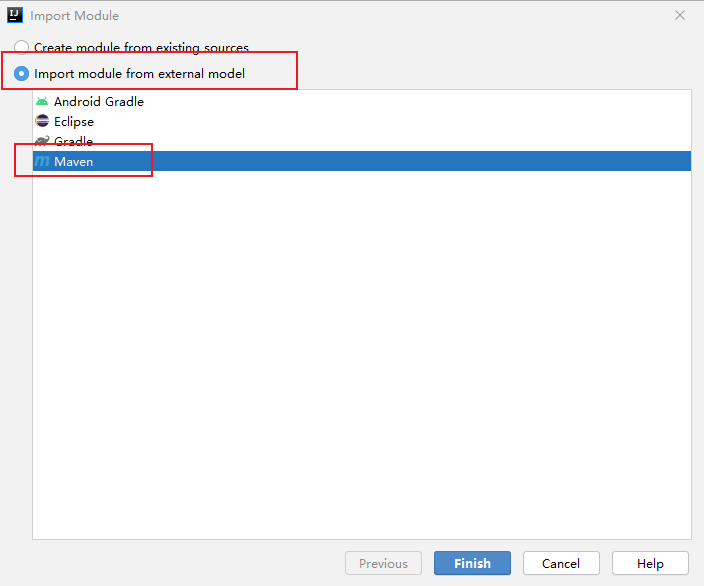 IJ
Import Module
Create module from existing sources
Import module from external model
Android Gradle
Eclipse
Gradle
m Maven
Previous
Finish
Cancel
Help